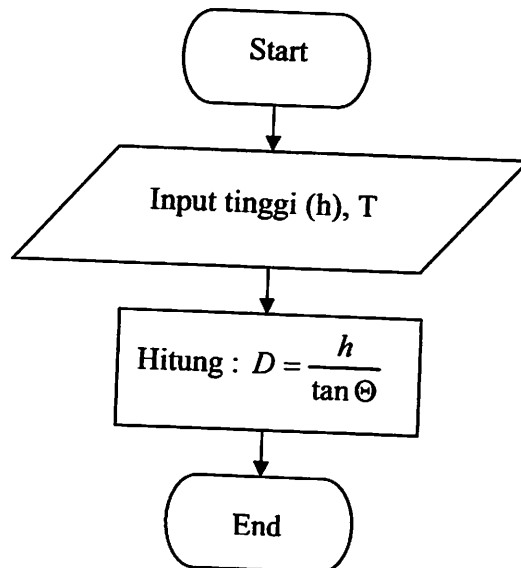 Start
Input tinggi (h), T
Hitung : D = h / tan Θ
End